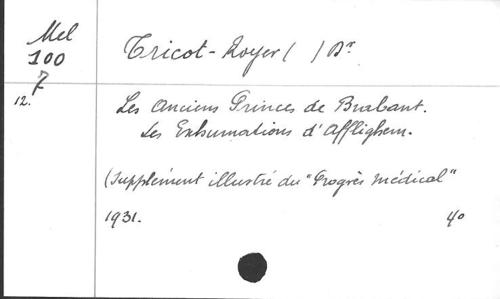 Mel
100
7
12.
Tricot-Royer ( ) Dr
Les Anciens Princes de Brabant.
Les Exhumations d'Afflighem.
(Supplément illustré du "Progrès Médical"
1931. 4o